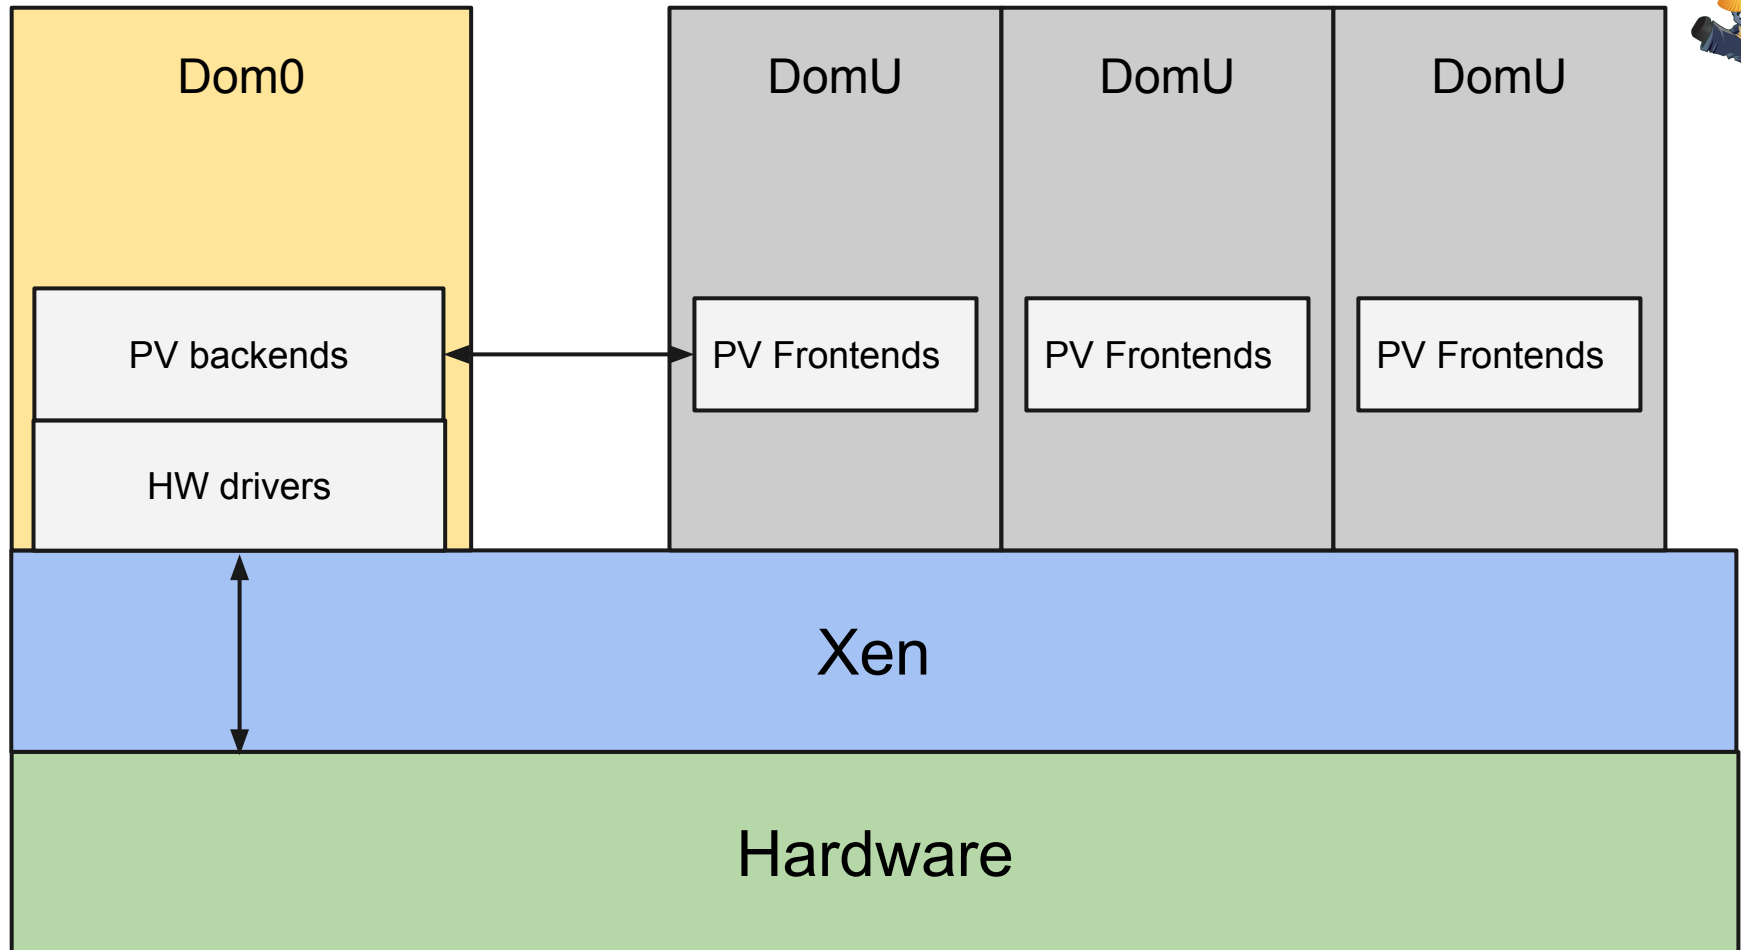 Dom0
DomU
DomU
DomU
PV backends
PV Frontends
PV Frontends
PV Frontends
HW drivers
Xen
Hardware